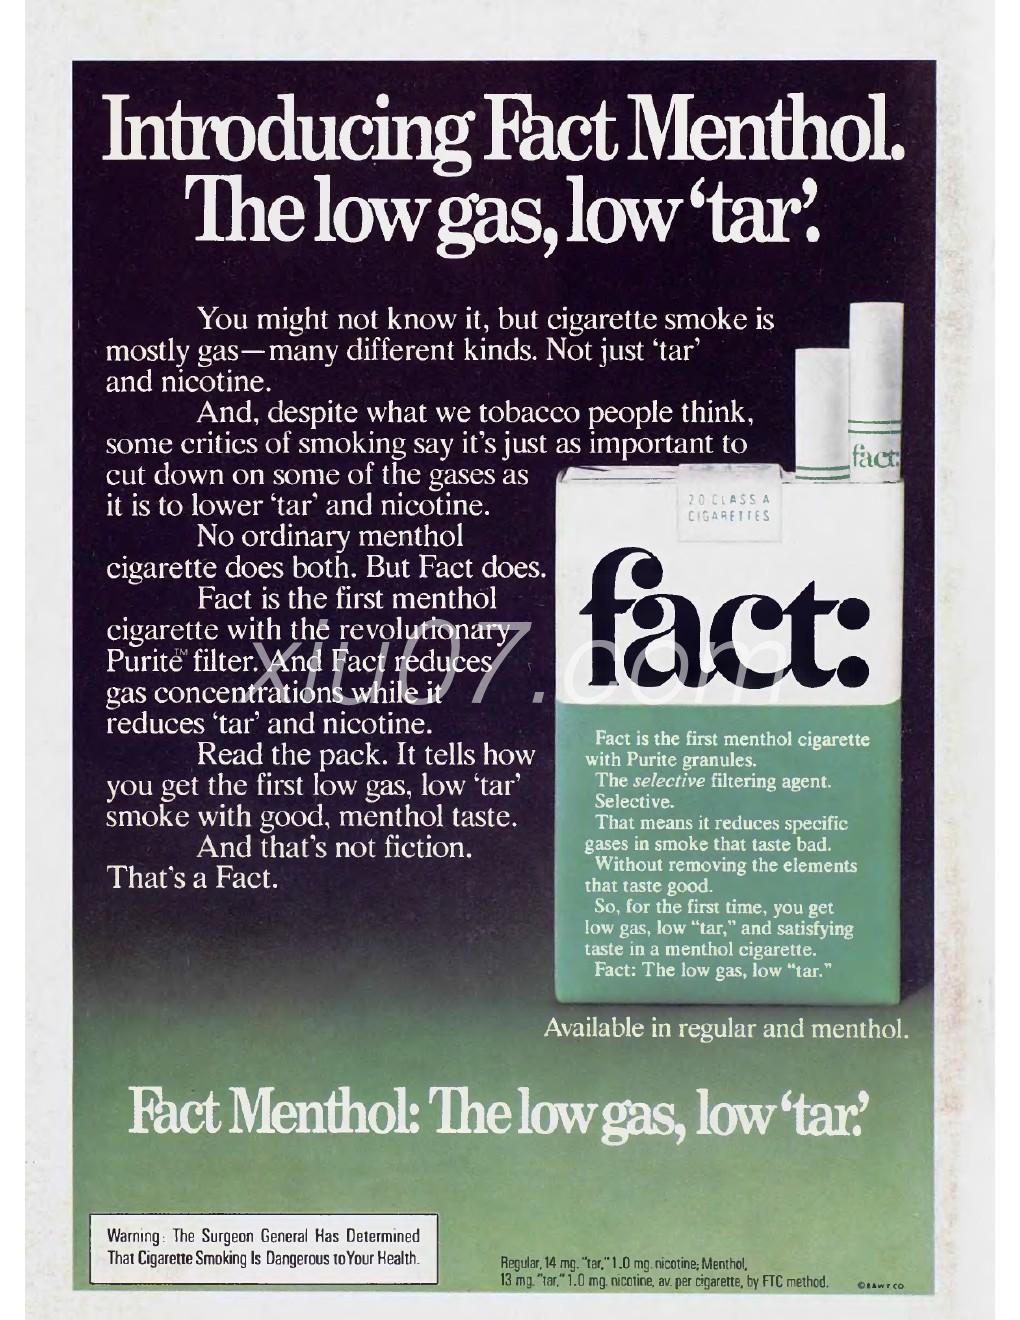 Introducing Fact Menthol.
The low gas, low ‘tar’.
You might not know it, but cigarette smoke is
mostly gas—many different kinds. Not just ‘tar’
and nicotine.
And, despite what we tobacco people think,
some critics of smoking say it’s just as important to
cut down on some of the gases as
it is to lower ‘tar’ and nicotine.
No ordinary menthol
cigarette does both. But Fact does.
Fact is the first menthol
cigarette with the revolutionary
Purite™ filter. And Fact reduces
gas concentrations while it
reduces ‘tar’ and nicotine.
Read the pack. It tells how
you get the first low gas, low ‘tar’
smoke with good, menthol taste.
And that’s not fiction.
That’s a Fact.
fact:
20 CLASS A
CIGARETTES
fact:
Fact is the first menthol cigarette
with Purite granules.
The selective filtering agent.
Selective.
That means it reduces specific
gases in smoke that taste bad.
Without removing the elements
that taste good.
So, for the first time, you get
low gas, low “tar,” and satisfying
taste in a menthol cigarette.
Fact: The low gas, low “tar.”
xiu07.com
Available in regular and menthol.
Fact Menthol: The low gas, low ‘tar’.
Warning: The Surgeon General Has Determined
That Cigarette Smoking Is Dangerous to Your Health.
Regular, 14 mg. “tar,” 1.0 mg. nicotine; Menthol,
13 mg. “tar,” 1.0 mg. nicotine, av. per cigarette, by FTC method.
© B&W T CO